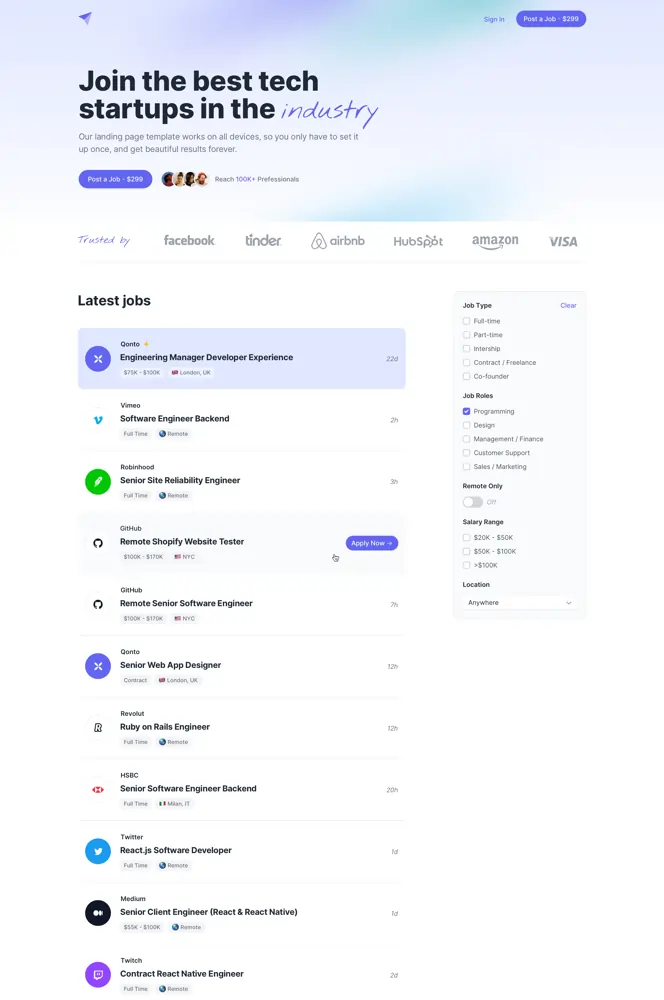 Sign in
Post a Job - $299
Join the best tech
startups in the industry
Our landing page template works on all devices, so you only have to set it
up once, and get beautiful results forever.
Post a Job - $299
Reach 100K+ Prefessionals
Trusted by
facebook
tinder
airbnb
HubSpot
amazon
VISA
Latest jobs
Qonto
Engineering Manager Developer Experience
22d
$75K - $100K
London, UK
Vimeo
Software Engineer Backend
2h
Full Time
Remote
Robinhood
Senior Site Reliability Engineer
3h
Full Time
Remote
GitHub
Remote Shopify Website Tester
Apply Now →
$100K - $170K
NYC
GitHub
Remote Senior Software Engineer
7h
$100K - $170K
NYC
Qonto
Senior Web App Designer
12h
Contract
London, UK
Revolut
Ruby on Rails Engineer
12h
Full Time
Remote
HSBC
Senior Software Engineer Backend
20h
Full Time
Milan, IT
Twitter
React.js Software Developer
1d
Full Time
Remote
Medium
Senior Client Engineer (React & React Native)
1d
$55K - $100K
Remote
Twitch
Contract React Native Engineer
2d
Full Time
Remote
Job Type
Clear
Full-time
Part-time
Intership
Contract / Freelance
Co-founder
Job Roles
Programming
Design
Management / Finance
Customer Support
Sales / Marketing
Remote Only
Off
Salary Range
$20K - $50K
$50K - $100K
>$100K
Location
Anywhere